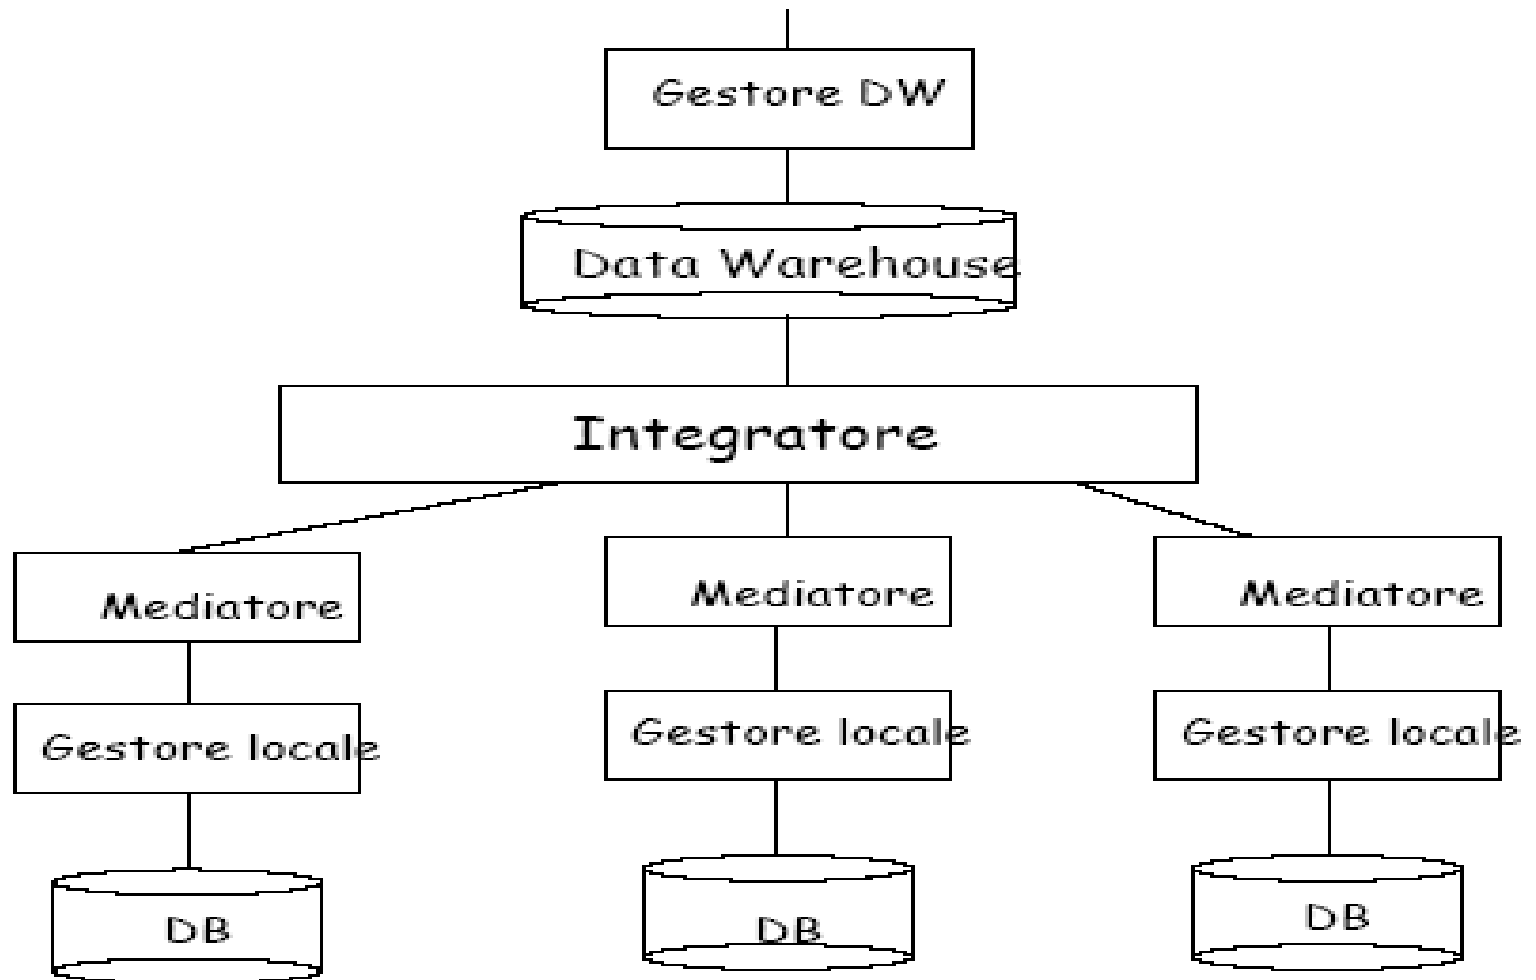 Gestore DW
Data Warehouse
Integratore
Mediatore
Mediatore
Mediatore
Gestore locale
Gestore locale
Gestore locale
DB
DB
DB